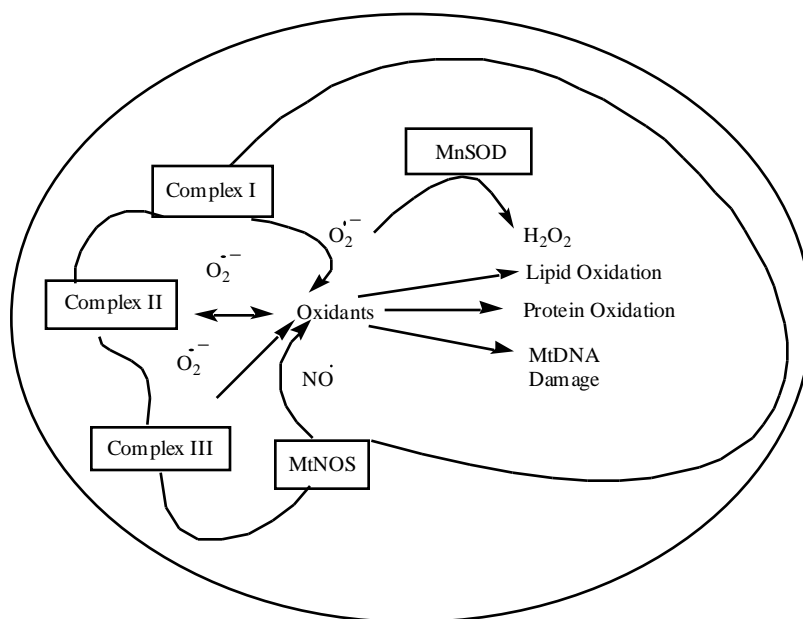 MnSOD
Complex I
O₂•−
H₂O₂
O₂•−
Lipid Oxidation
Complex II
Oxidants
Protein Oxidation
O₂•−
MtDNA
Damage
NO•
Complex III
MtNOS